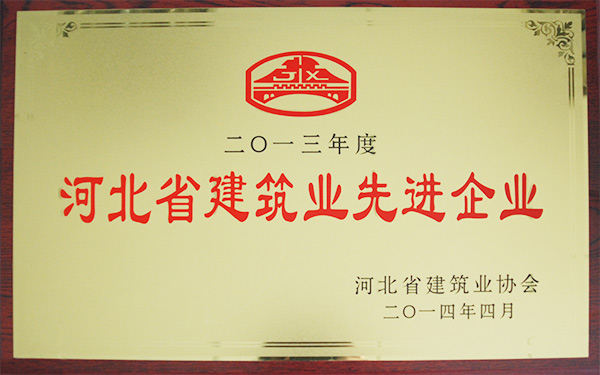 JX
二〇一三年度
河北省建筑业先进企业
河北省建筑业协会
二〇一四年四月